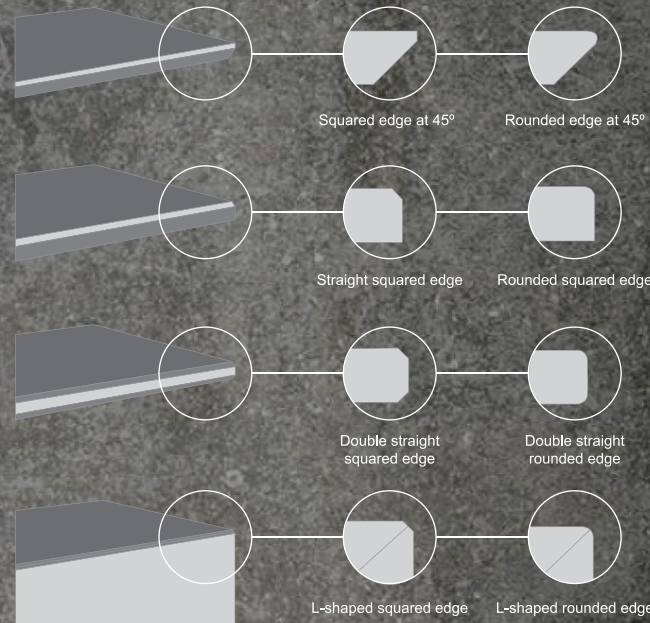 Squared edge at 45º
Rounded edge at 45º
Straight squared edge
Rounded squared edge
Double straight
squared edge
Double straight
rounded edge
L-shaped squared edge
L-shaped rounded edge